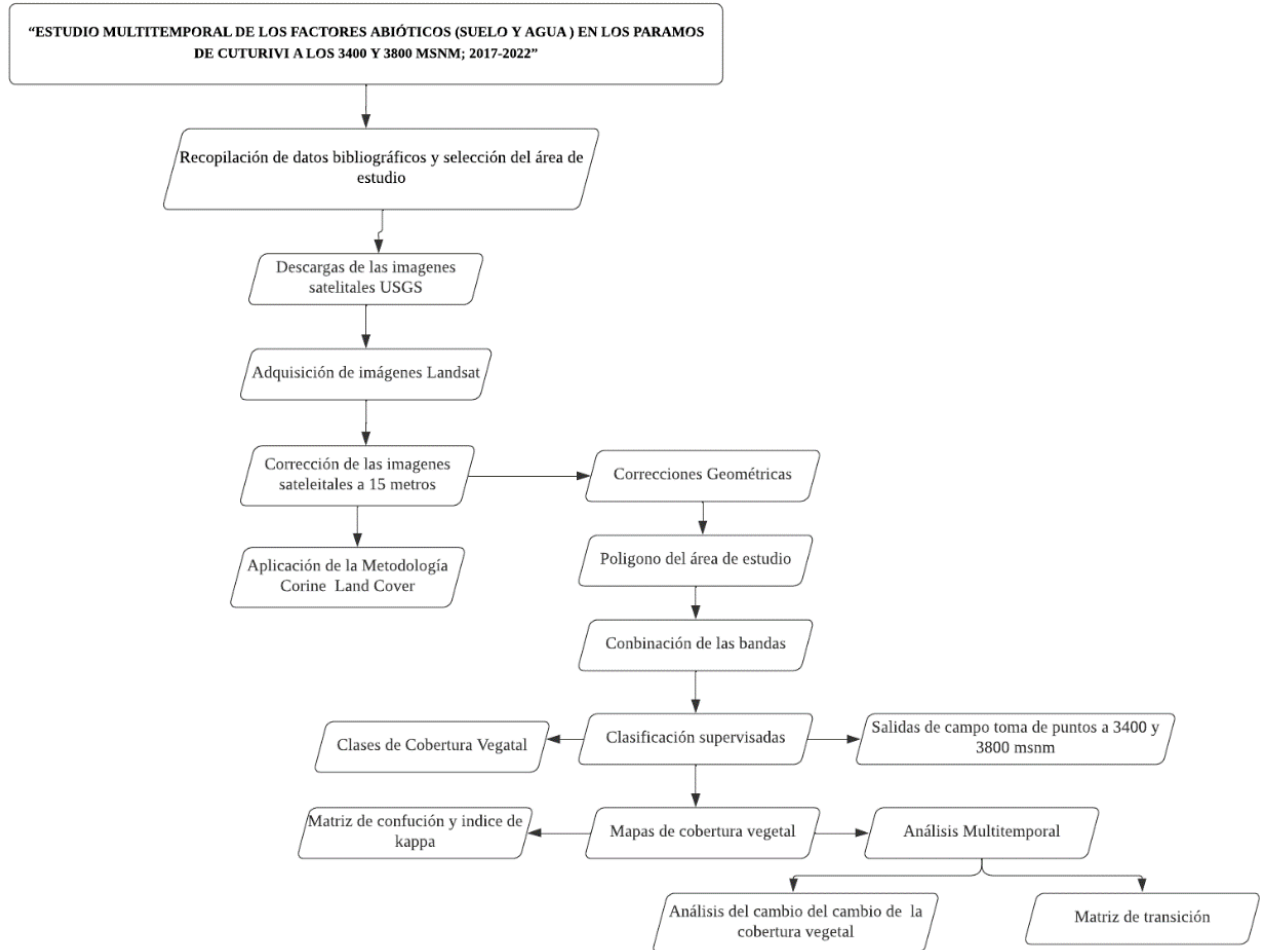 “ESTUDIO MULTITEMPORAL DE LOS FACTORES ABIÓTICOS (SUELO Y AGUA ) EN LOS PARAMOS
DE CUTURIVI A LOS 3400 Y 3800 MSNM; 2017-2022”
Recopilación de datos bibliográficos y selección del área de
estudio
Descargas de las imagenes
satelitales USGS
Adquisición de imágenes Landsat
Corrección de las imagenes
sateleitales a 15 metros
Correcciones Geométricas
Aplicación de la Metodología
Corine Land Cover
Poligono del área de estudio
Conbinación de las bandas
Clases de Cobertura Vegatal
Clasificación supervisadas
Salidas de campo toma de puntos a 3400 y
3800 msnm
Matriz de confución y indice de
kappa
Mapas de cobertura vegetal
Análisis Multitemporal
Análisis del cambio del cambio de la
cobertura vegetal
Matriz de transición